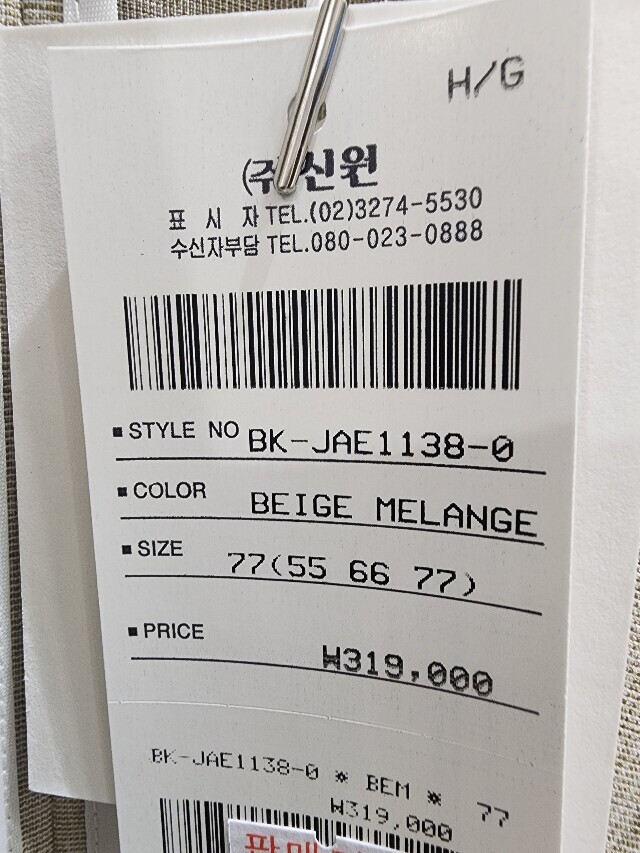 H/G
(주)신원
표 시 자 TEL.(02)3274-5530
수신자부담 TEL.080-023-0888
■ STYLE NO BK-JAE1138-0
■ COLOR BEIGE MELANGE
■ SIZE 77(55 66 77)
■ PRICE ₩319,000
BK-JAE1138-0 * BEM * 77
₩319,000
판매